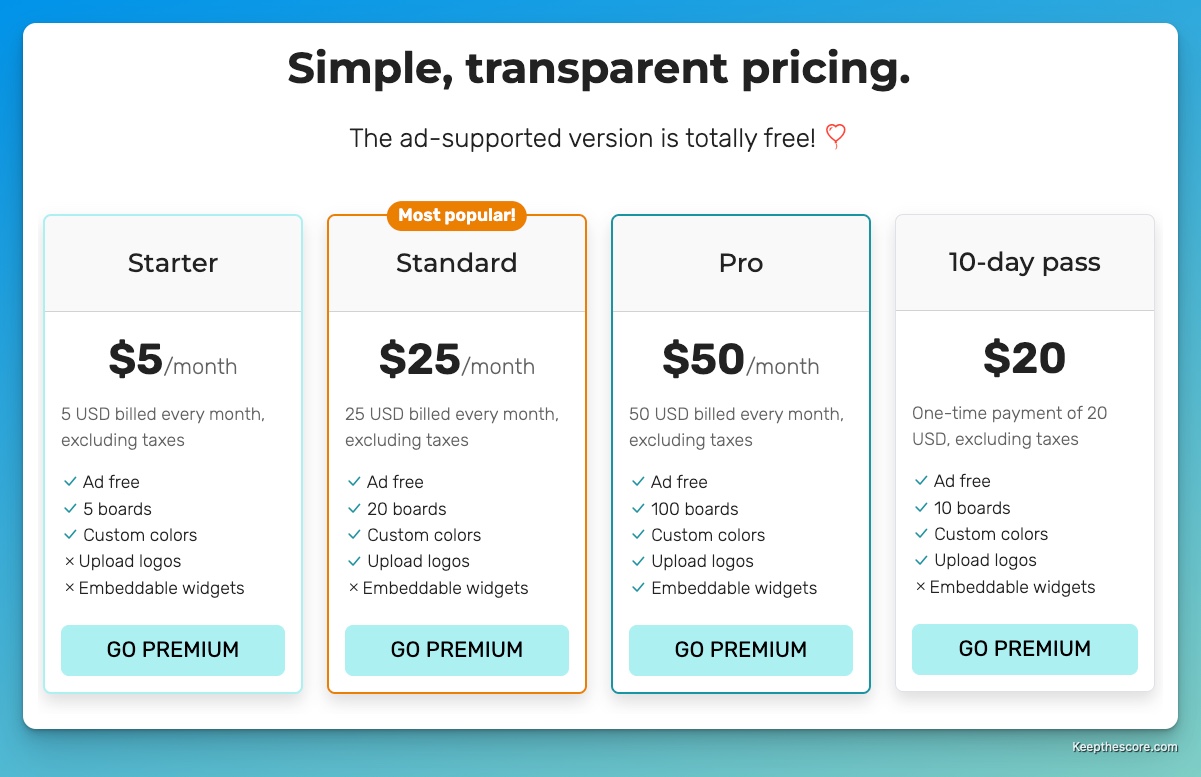 Simple, transparent pricing.
The ad-supported version is totally free!
Starter
$5/month
5 USD billed every month,
excluding taxes
Ad free
5 boards
Custom colors
Upload logos
Embeddable widgets
GO PREMIUM
Most popular!
Standard
$25/month
25 USD billed every month,
excluding taxes
Ad free
20 boards
Custom colors
Upload logos
Embeddable widgets
GO PREMIUM
Pro
$50/month
50 USD billed every month,
excluding taxes
Ad free
100 boards
Custom colors
Upload logos
Embeddable widgets
GO PREMIUM
10-day pass
$20
One-time payment of 20
USD, excluding taxes
Ad free
10 boards
Custom colors
Upload logos
Embeddable widgets
GO PREMIUM
Keepthescore.com